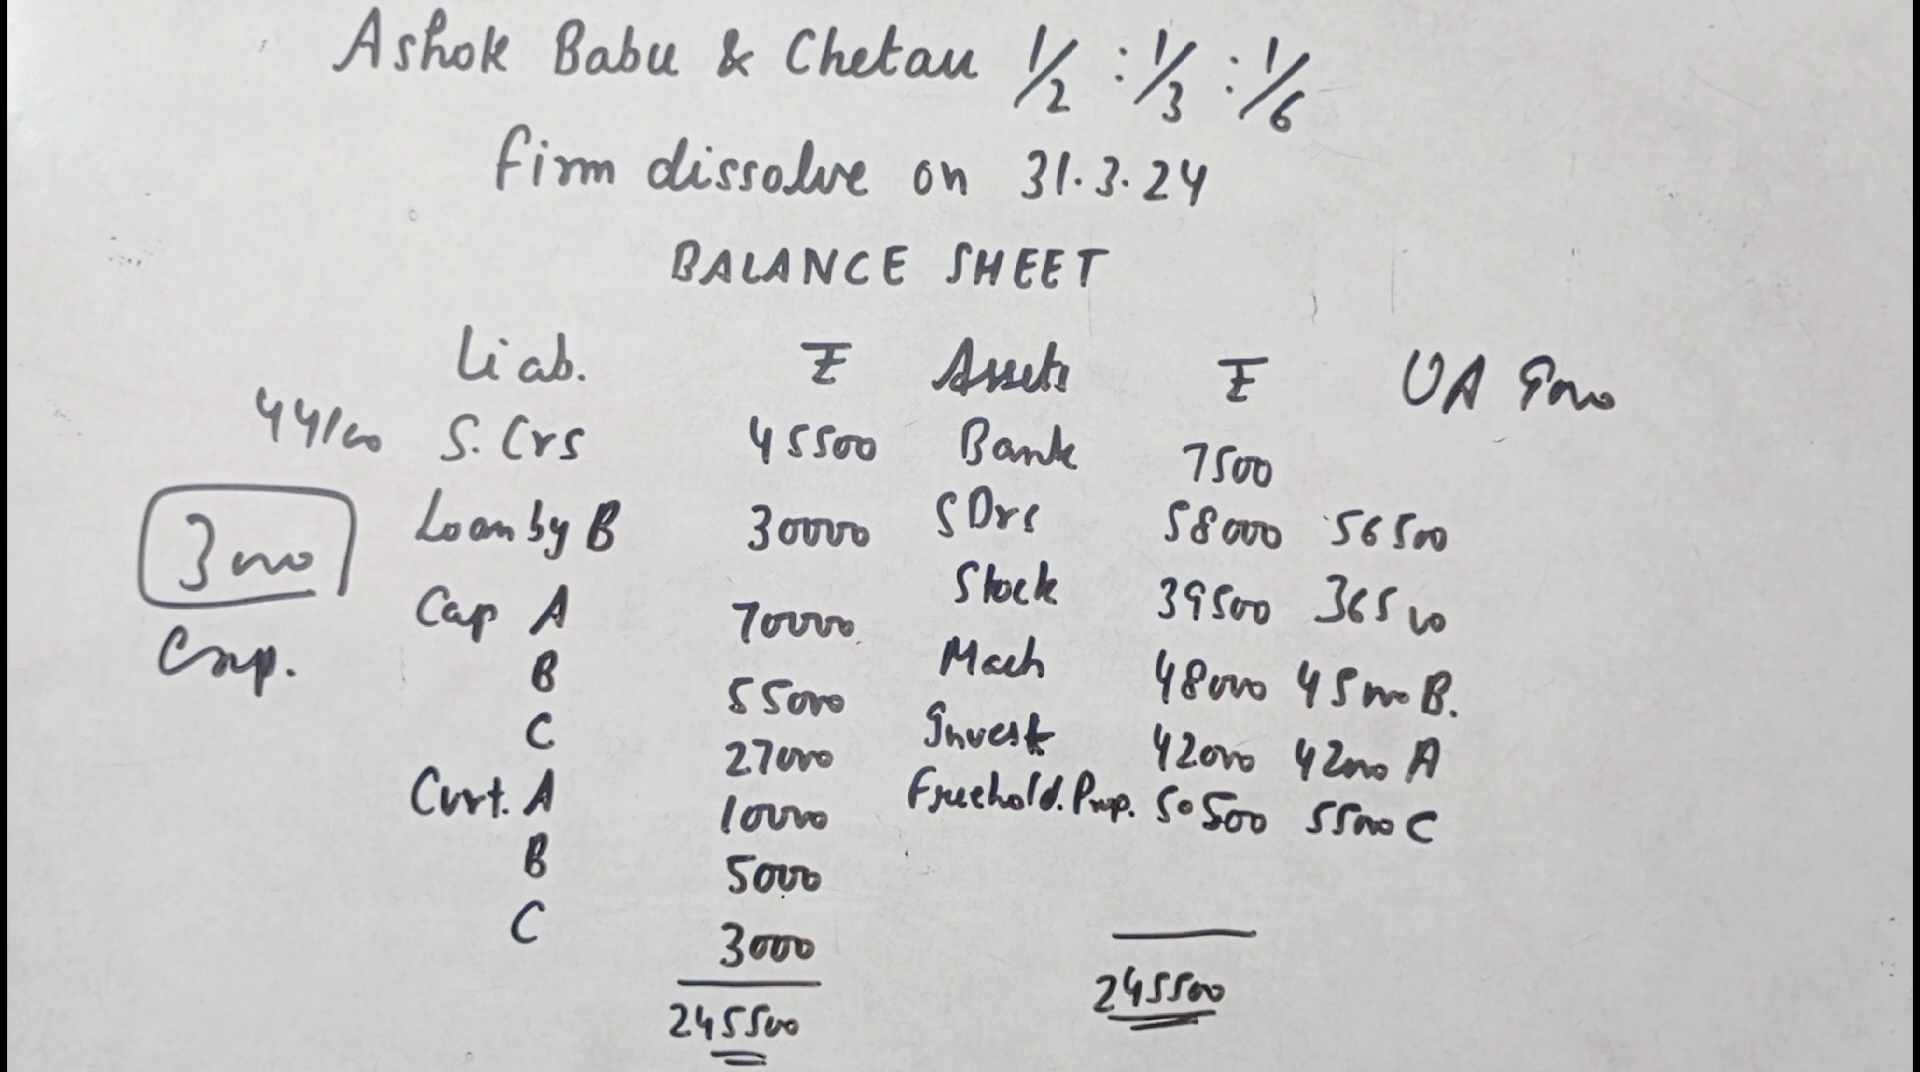 Ashok Babu & Chetan 1/2 : 1/3 : 1/6
firm dissolve on 31.3.24
BALANCE SHEET
Liab. ₹ Assets ₹ UA
44100 S. Crs 45500 Bank 7500
3000 Loan by B 30000 S Drs 58000 56500
Cap A 70000 Stock 39500 36500
Exp. B 55000 Mach 48000 45000 B.
C 27000 Invest 42000 42000 A
Curt. A 10000 Freehold. Prop. 50500 55000 C
B 5000
C 3000
245500 245500